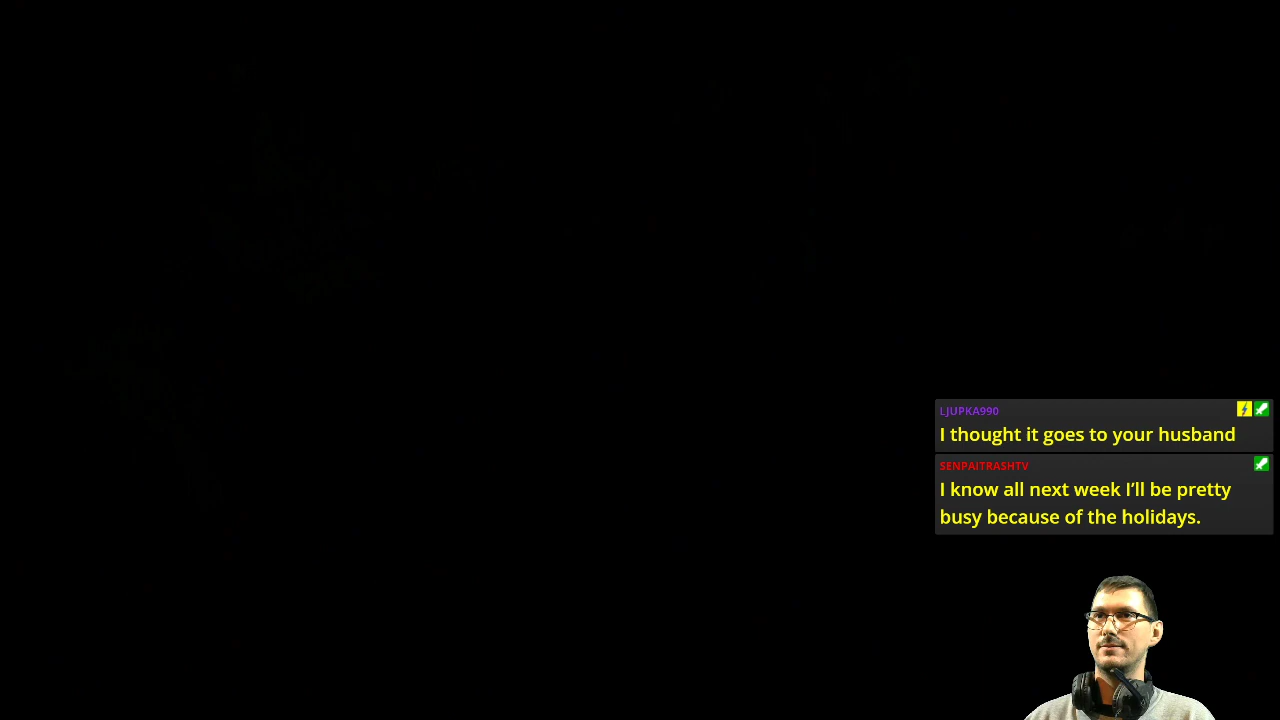 LJUPKA990
I thought it goes to your husband
SENPAITRASHTV
I know all next week I’ll be pretty
busy because of the holidays.